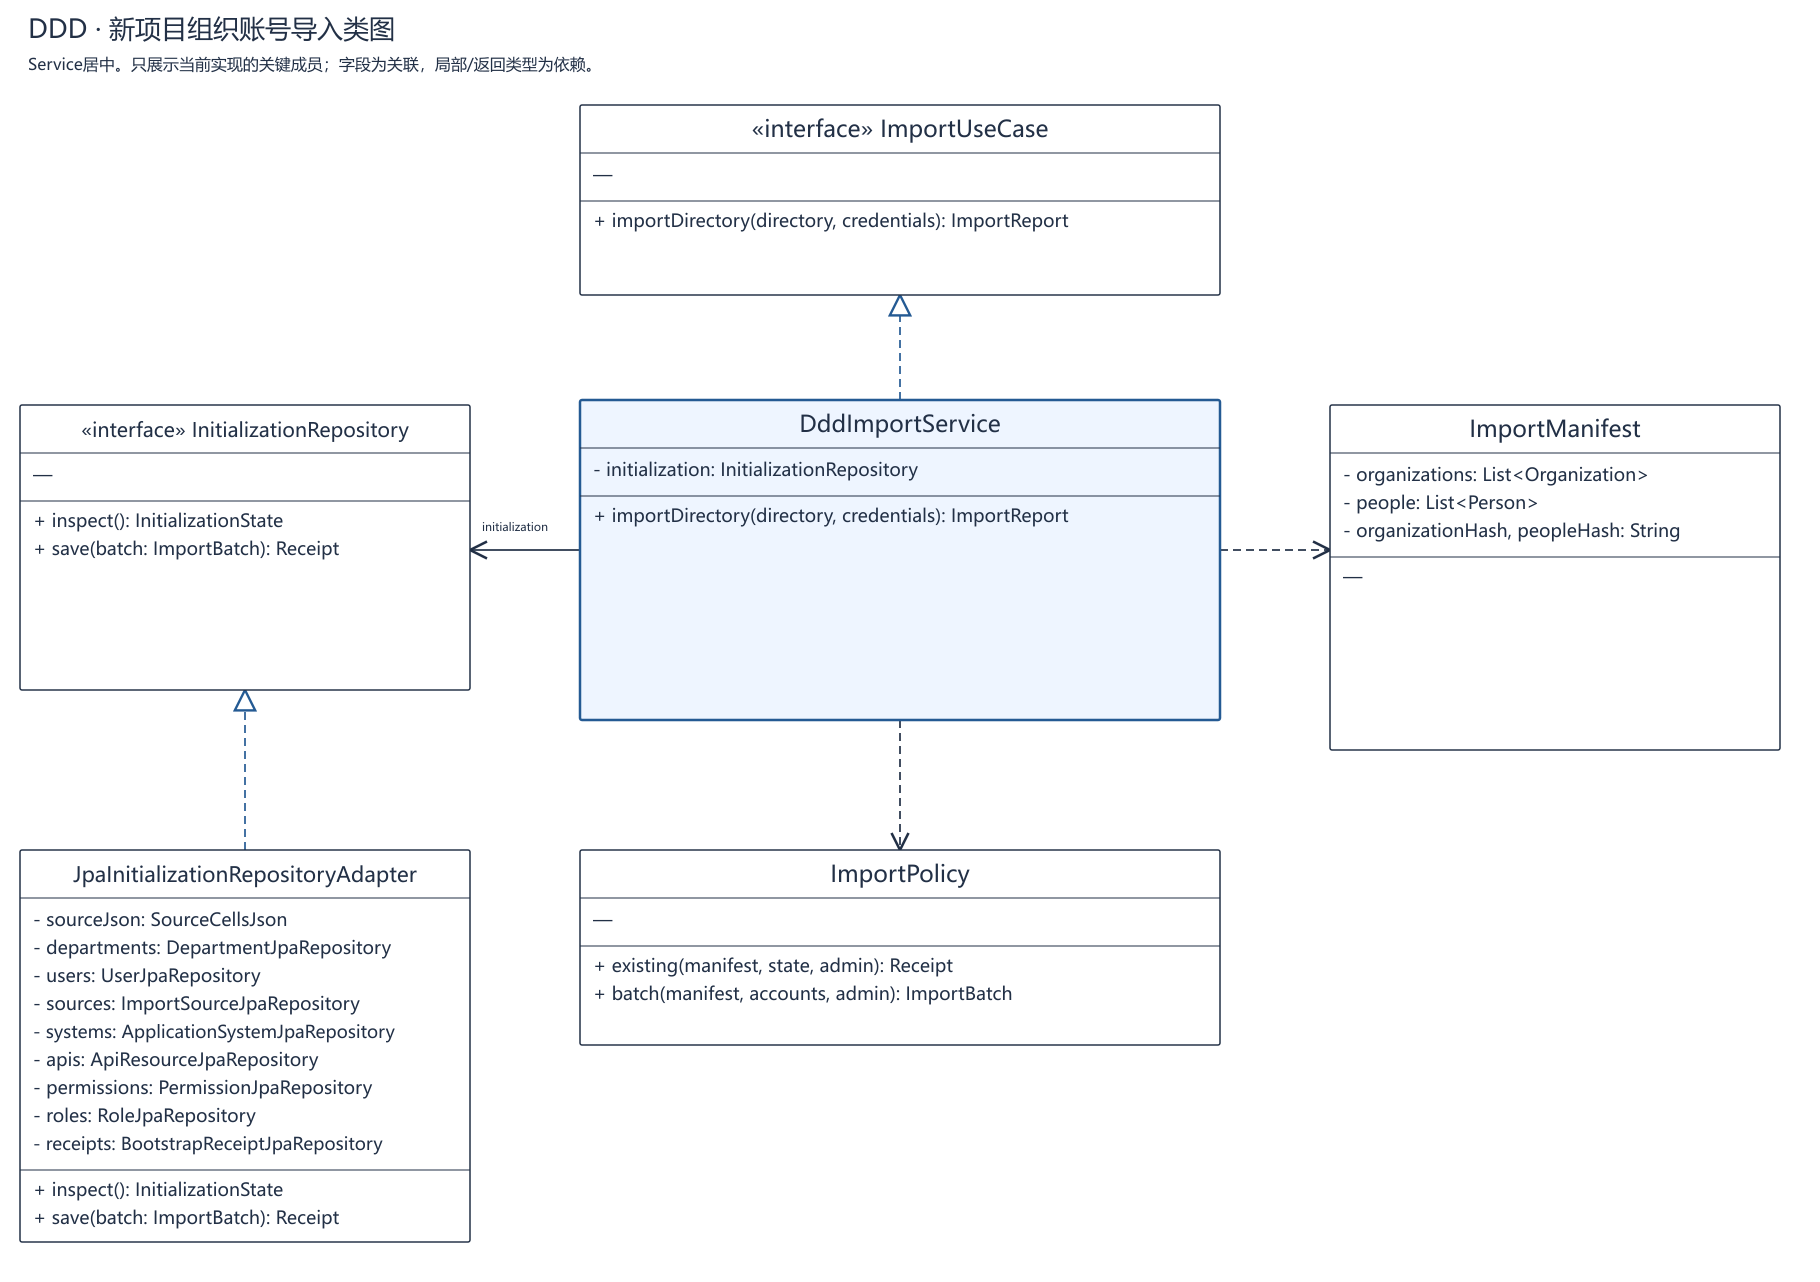 DDD · 新项目组织账号导入类图
Service居中。只展示当前实现的关键成员；字段为关联，局部/返回类型为依赖。
«interface» ImportUseCase
—
+ importDirectory(directory, credentials): ImportReport
«interface» InitializationRepository
—
+ inspect(): InitializationState
+ save(batch: ImportBatch): Receipt
initialization
DddImportService
- initialization: InitializationRepository
+ importDirectory(directory, credentials): ImportReport
ImportManifest
- organizations: List<Organization>
- people: List<Person>
- organizationHash, peopleHash: String
—
JpaInitializationRepositoryAdapter
- sourceJson: SourceCellsJson
- departments: DepartmentJpaRepository
- users: UserJpaRepository
- sources: ImportSourceJpaRepository
- systems: ApplicationSystemJpaRepository
- apis: ApiResourceJpaRepository
- permissions: PermissionJpaRepository
- roles: RoleJpaRepository
- receipts: BootstrapReceiptJpaRepository
+ inspect(): InitializationState
+ save(batch: ImportBatch): Receipt
ImportPolicy
—
+ existing(manifest, state, admin): Receipt
+ batch(manifest, accounts, admin): ImportBatch